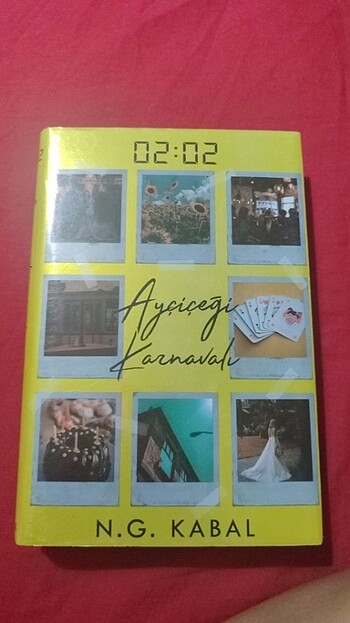 02:02
Ayçiçeği
Karnavalı
N.G. KABAL